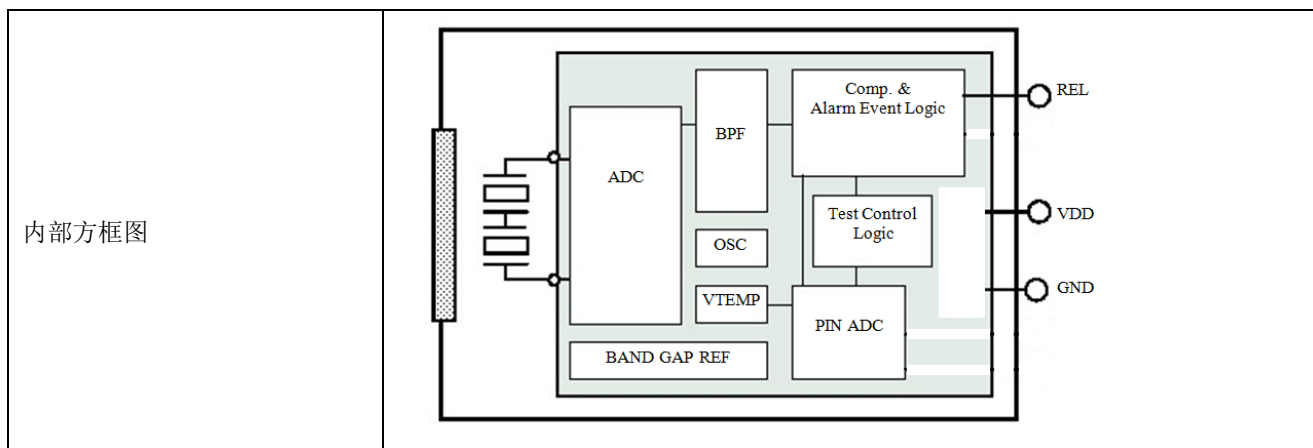 内部方框图
Comp. &
Alarm Event Logic
REL
BPF
ADC
Test Control
Logic
VDD
OSC
VTEMP
GND
PIN ADC
BAND GAP REF